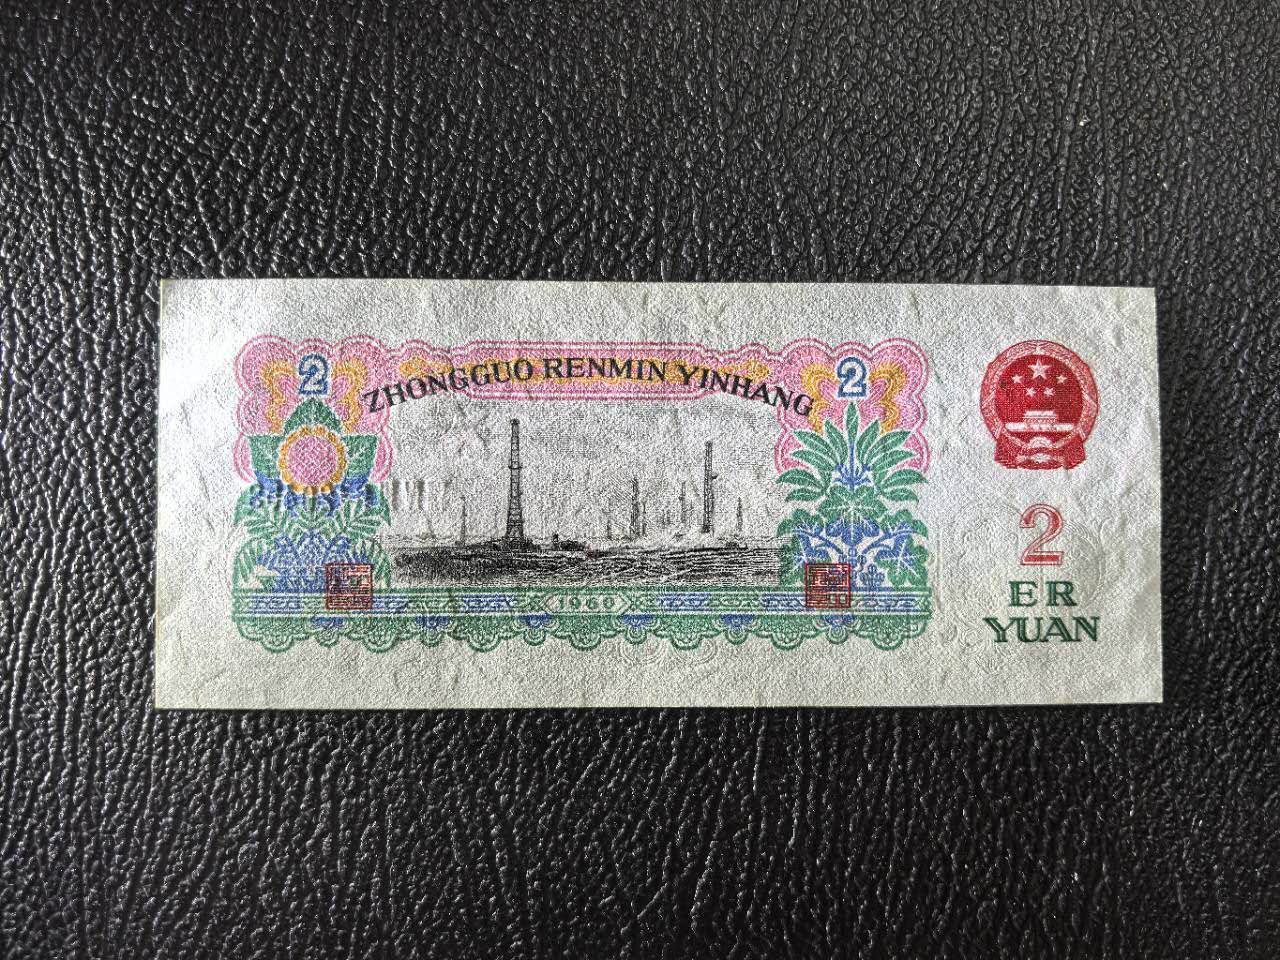 2 ZHONGGUO RENMIN YINHANG 2
1960
2
ER
YUAN